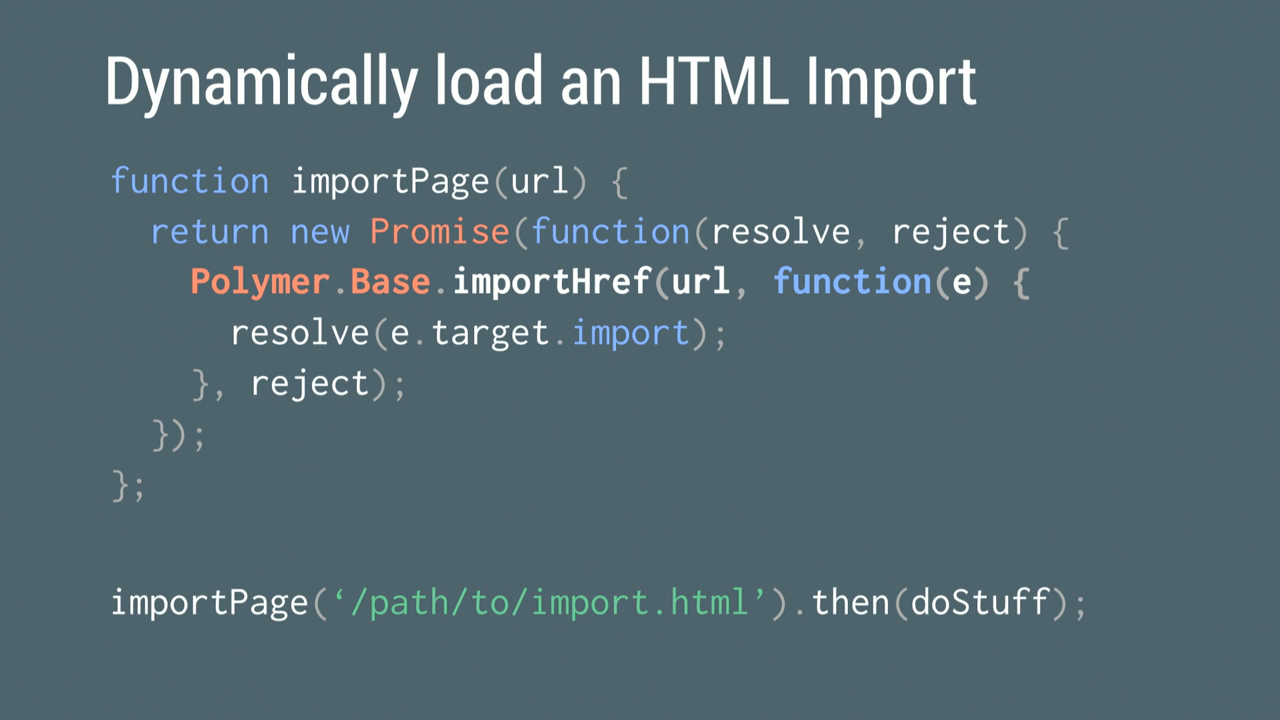 Dynamically load an HTML Import
function importPage(url) {
  return new Promise(function(resolve, reject) {
    Polymer.Base.importHref(url, function(e) {
      resolve(e.target.import);
    }, reject);
  });
};
importPage(‘/path/to/import.html’).then(doStuff);